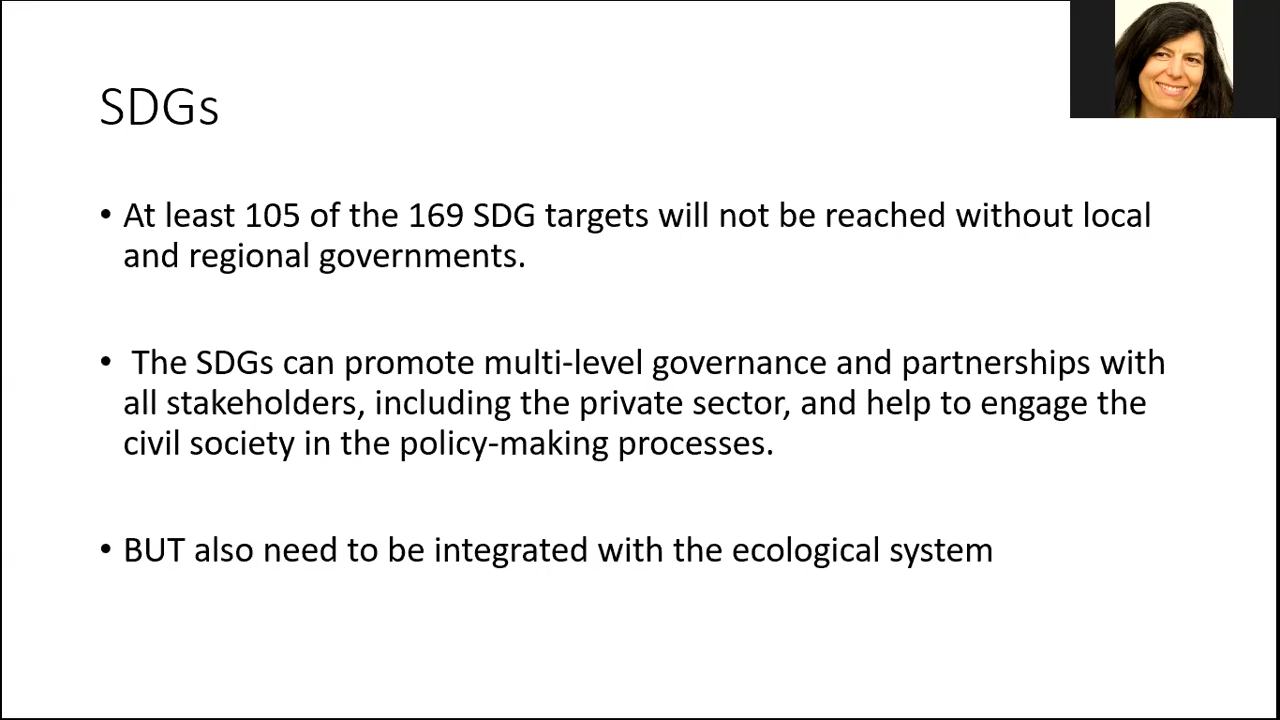 SDGs
• At least 105 of the 169 SDG targets will not be reached without local
and regional governments.
• The SDGs can promote multi-level governance and partnerships with
all stakeholders, including the private sector, and help to engage the
civil society in the policy-making processes.
• BUT also need to be integrated with the ecological system